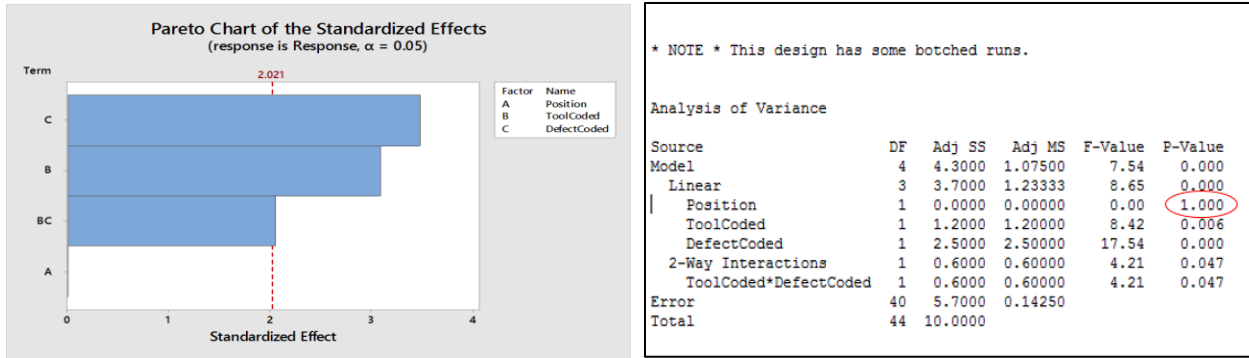 Pareto Chart of the Standardized Effects
(response is Response, α = 0.05)
Term
2.021
C
B
BC
A
0 1 2 3 4
Standardized Effect
Factor Name
A Position
B ToolCoded
C DefectCoded
* NOTE * This design has some botched runs.
Analysis of Variance
Source DF Adj SS Adj MS F-Value P-Value
Model 4 4.3000 1.07500 7.54 0.000
Linear 3 3.7000 1.23333 8.65 0.000
Position 1 0.0000 0.00000 0.00 1.000
ToolCoded 1 1.2000 1.20000 8.42 0.006
DefectCoded 1 2.5000 2.50000 17.54 0.000
2-Way Interactions 1 0.6000 0.60000 4.21 0.047
ToolCoded*DefectCoded 1 0.6000 0.60000 4.21 0.047
Error 40 5.7000 0.14250
Total 44 10.0000